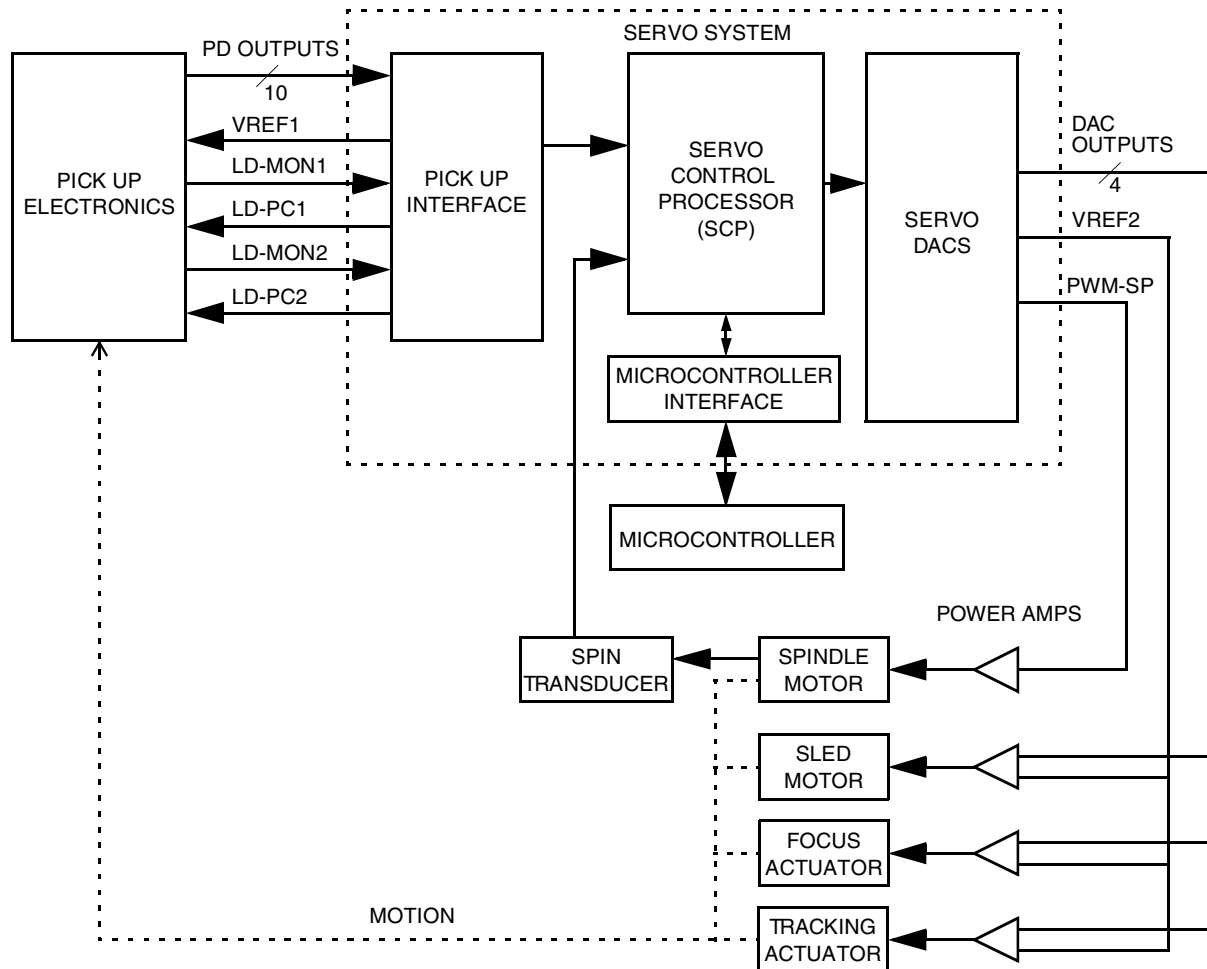 SERVO SYSTEM
PD OUTPUTS
10
VREF1
LD-MON1
LD-PC1
LD-MON2
LD-PC2
PICK UP
ELECTRONICS
PICK UP
INTERFACE
SERVO
CONTROL
PROCESSOR
(SCP)
SERVO
DACS
DAC
OUTPUTS
4
VREF2
PWM-SP
MICROCONTROLLER
INTERFACE
MICROCONTROLLER
POWER AMPS
SPIN
TRANSDUCER
SPINDLE
MOTOR
SLED
MOTOR
FOCUS
ACTUATOR
MOTION
TRACKING
ACTUATOR